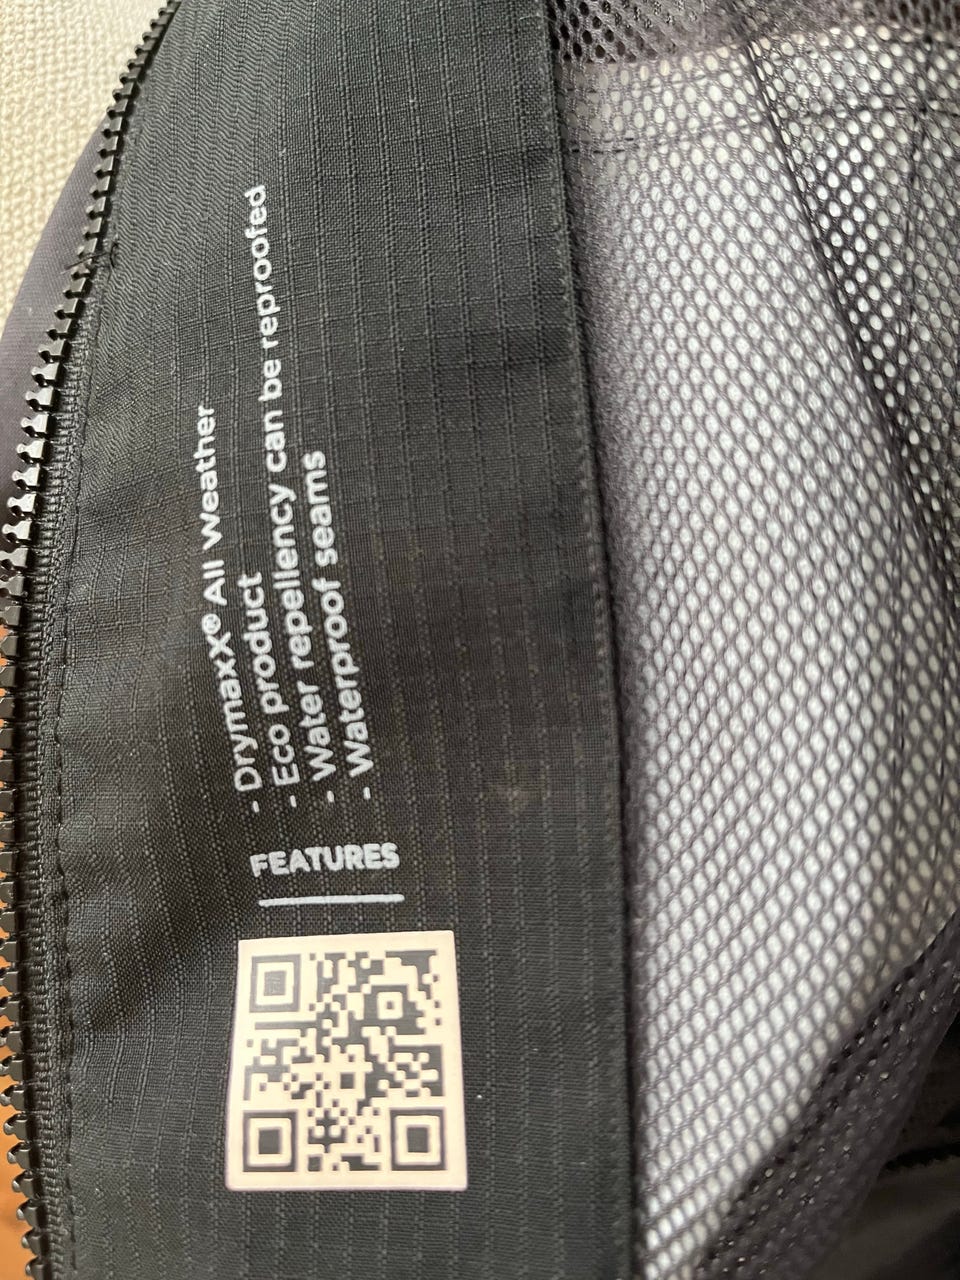 FEATURES
- DrymaxX® All Weather
- Eco product
- Water repellency can be reproofed
- Waterproof seams